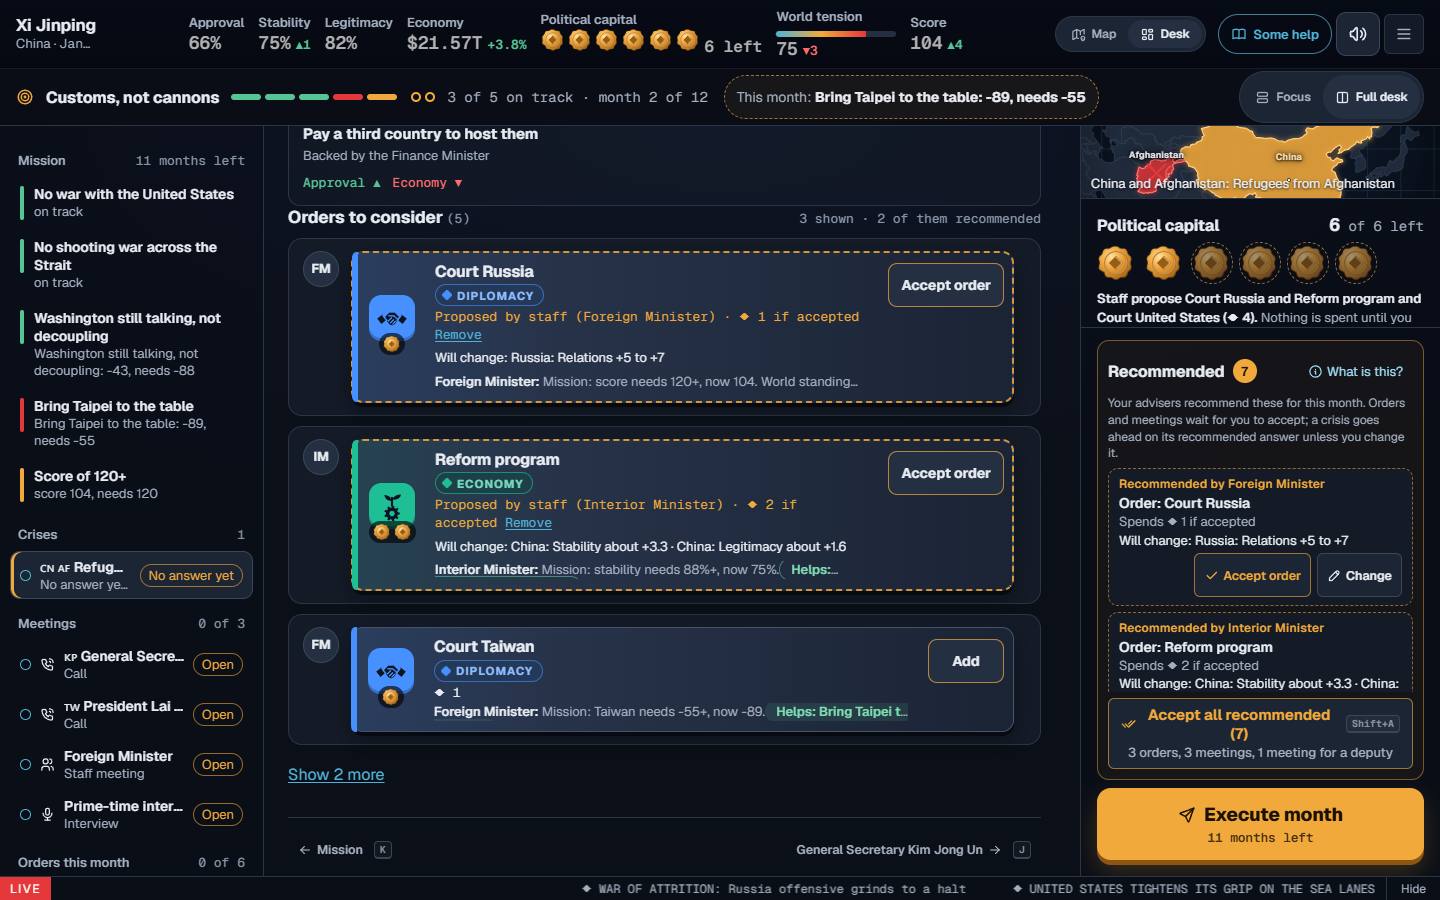 Xi Jinping
China · Jan…
Approval
66%
Stability
75% ▲1
Legitimacy
82%
Economy
$21.57T +3.8%
Political capital
6 left
World tension
75 ▼3
Score
104 ▲4
Map
Desk
Some help
Customs, not cannons
3 of 5 on track · month 2 of 12
This month: Bring Taipei to the table: -89, needs -55
Focus
Full desk
Mission
11 months left
No war with the United States
on track
No shooting war across the
Strait
on track
Washington still talking, not
decoupling
Washington still talking, not
decoupling: -43, needs -88
Bring Taipei to the table
Bring Taipei to the table: -89,
needs -55
Score of 120+
score 104, needs 120
Crises
1
CN AF Refug…
No answer ye…
No answer yet
Meetings
0 of 3
KP General Secre…
Call
Open
TW President Lai …
Call
Open
Foreign Minister
Staff meeting
Open
Prime-time inter…
Interview
Open
Orders this month
0 of 6
Pay a third country to host them
Backed by the Finance Minister
Approval ▲ Economy ▼
Orders to consider (5)
3 shown · 2 of them recommended
FM
Court Russia
DIPLOMACY
Proposed by staff (Foreign Minister) · ◆ 1 if accepted
Remove
Will change: Russia: Relations +5 to +7
Foreign Minister: Mission: score needs 120+, now 104. World standing…
Accept order
IM
Reform program
ECONOMY
Proposed by staff (Interior Minister) · ◆ 2 if
accepted Remove
Will change: China: Stability about +3.3 · China: Legitimacy about +1.6
Interior Minister: Mission: stability needs 88%+, now 75%. Helps:…
Accept order
FM
Court Taiwan
DIPLOMACY
◆ 1
Foreign Minister: Mission: Taiwan needs -55+, now -89. Helps: Bring Taipei t…
Add
Show 2 more
← Mission K
General Secretary Kim Jong Un → J
Afghanistan
China
China and Afghanistan: Refugees from Afghanistan
Political capital
6 of 6 left
Staff propose Court Russia and Reform program and
Court United States (◆ 4). Nothing is spent until you
Recommended 7
What is this?
Your advisers recommend these for this month. Orders
and meetings wait for you to accept; a crisis goes
ahead on its recommended answer unless you change
it.
Recommended by Foreign Minister
Order: Court Russia
Spends ◆ 1 if accepted
Will change: Russia: Relations +5 to +7
Accept order
Change
Recommended by Interior Minister
Order: Reform program
Spends ◆ 2 if accepted
Will change: China: Stability about +3.3 · China:
Accept all recommended
(7)
Shift+A
3 orders, 3 meetings, 1 meeting for a deputy
Execute month
11 months left
LIVE
◆ WAR OF ATTRITION: Russia offensive grinds to a halt
◆ UNITED STATES TIGHTENS ITS GRIP ON THE SEA LANES
Hide